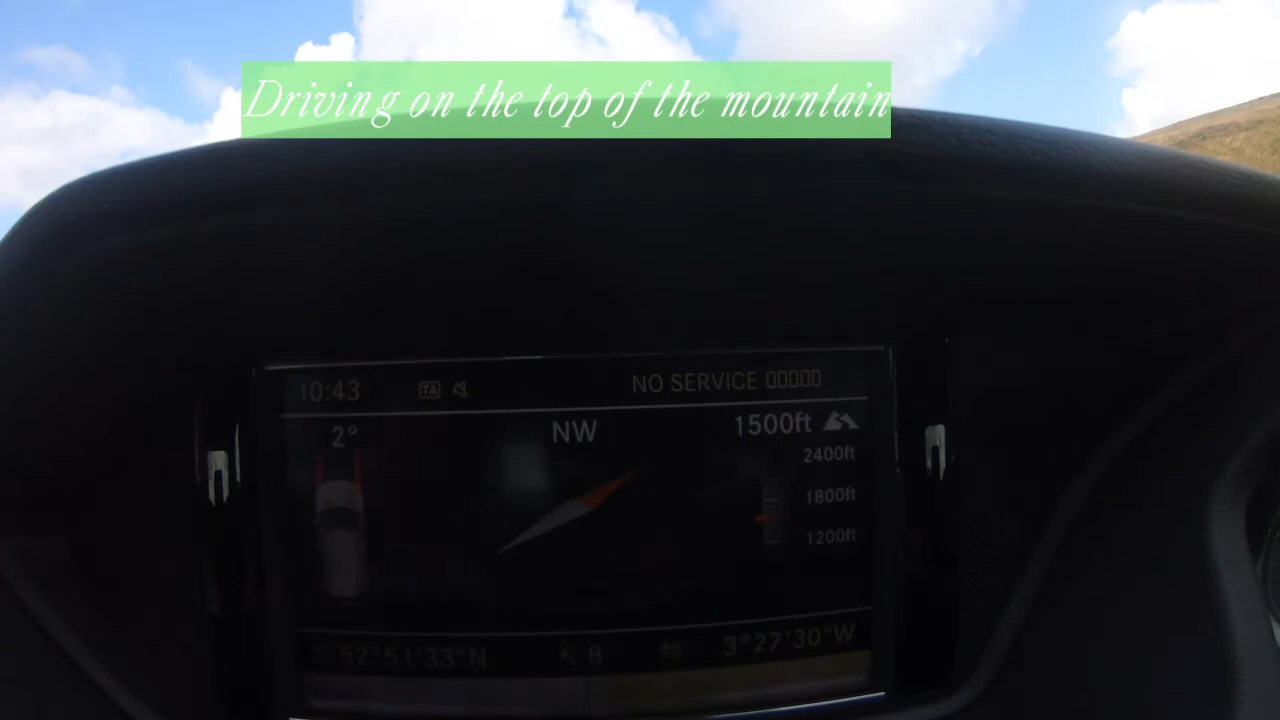 Driving on the top of the mountain
10:43 TA NO SERVICE
2° NW 1500ft
2400ft
1800ft
1200ft
52°51'33"N 8 3°27'30"W